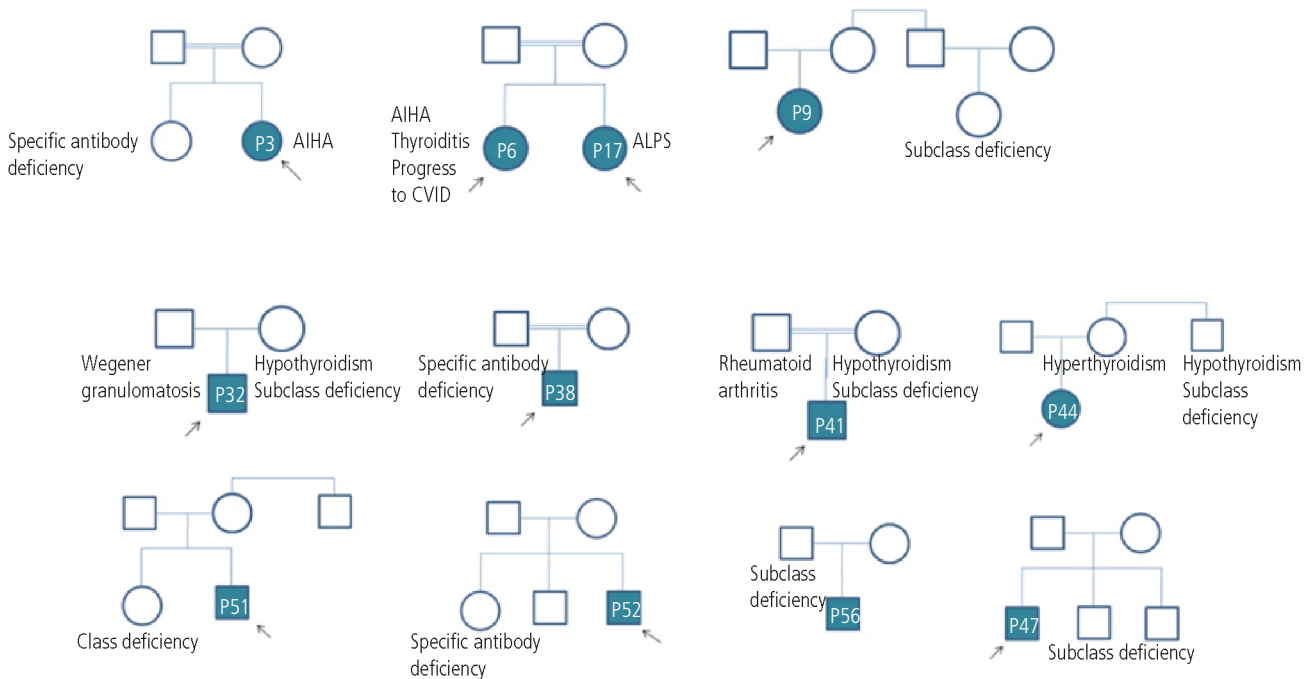 Specific antibody
deficiency
P3
AIHA
AIHA
Thyroiditis
Progress
to CVID
P6
P17
ALPS
P9
Subclass deficiency
Wegener
granulomatosis
P32
Hypothyroidism
Subclass deficiency
Specific antibody
deficiency
P38
Rheumatoid
arthritis
P41
Hypothyroidism
Subclass deficiency
Hyperthyroidism
P44
Hypothyroidism
Subclass
deficiency
Class deficiency
P51
Specific antibody
deficiency
P52
Subclass
deficiency
P56
P47
Subclass deficiency